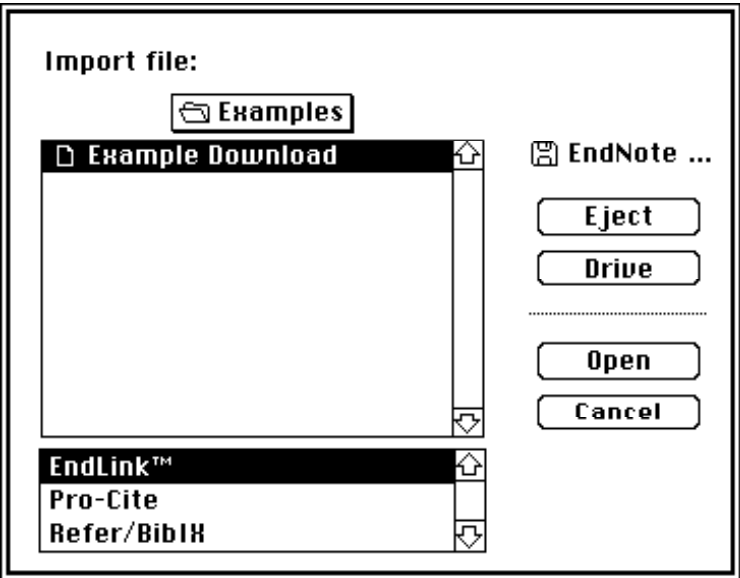 Import file:
Examples
Example Download
EndNote ...
Eject
Drive
Open
Cancel
EndLink™
Pro-Cite
Refer/BibIX